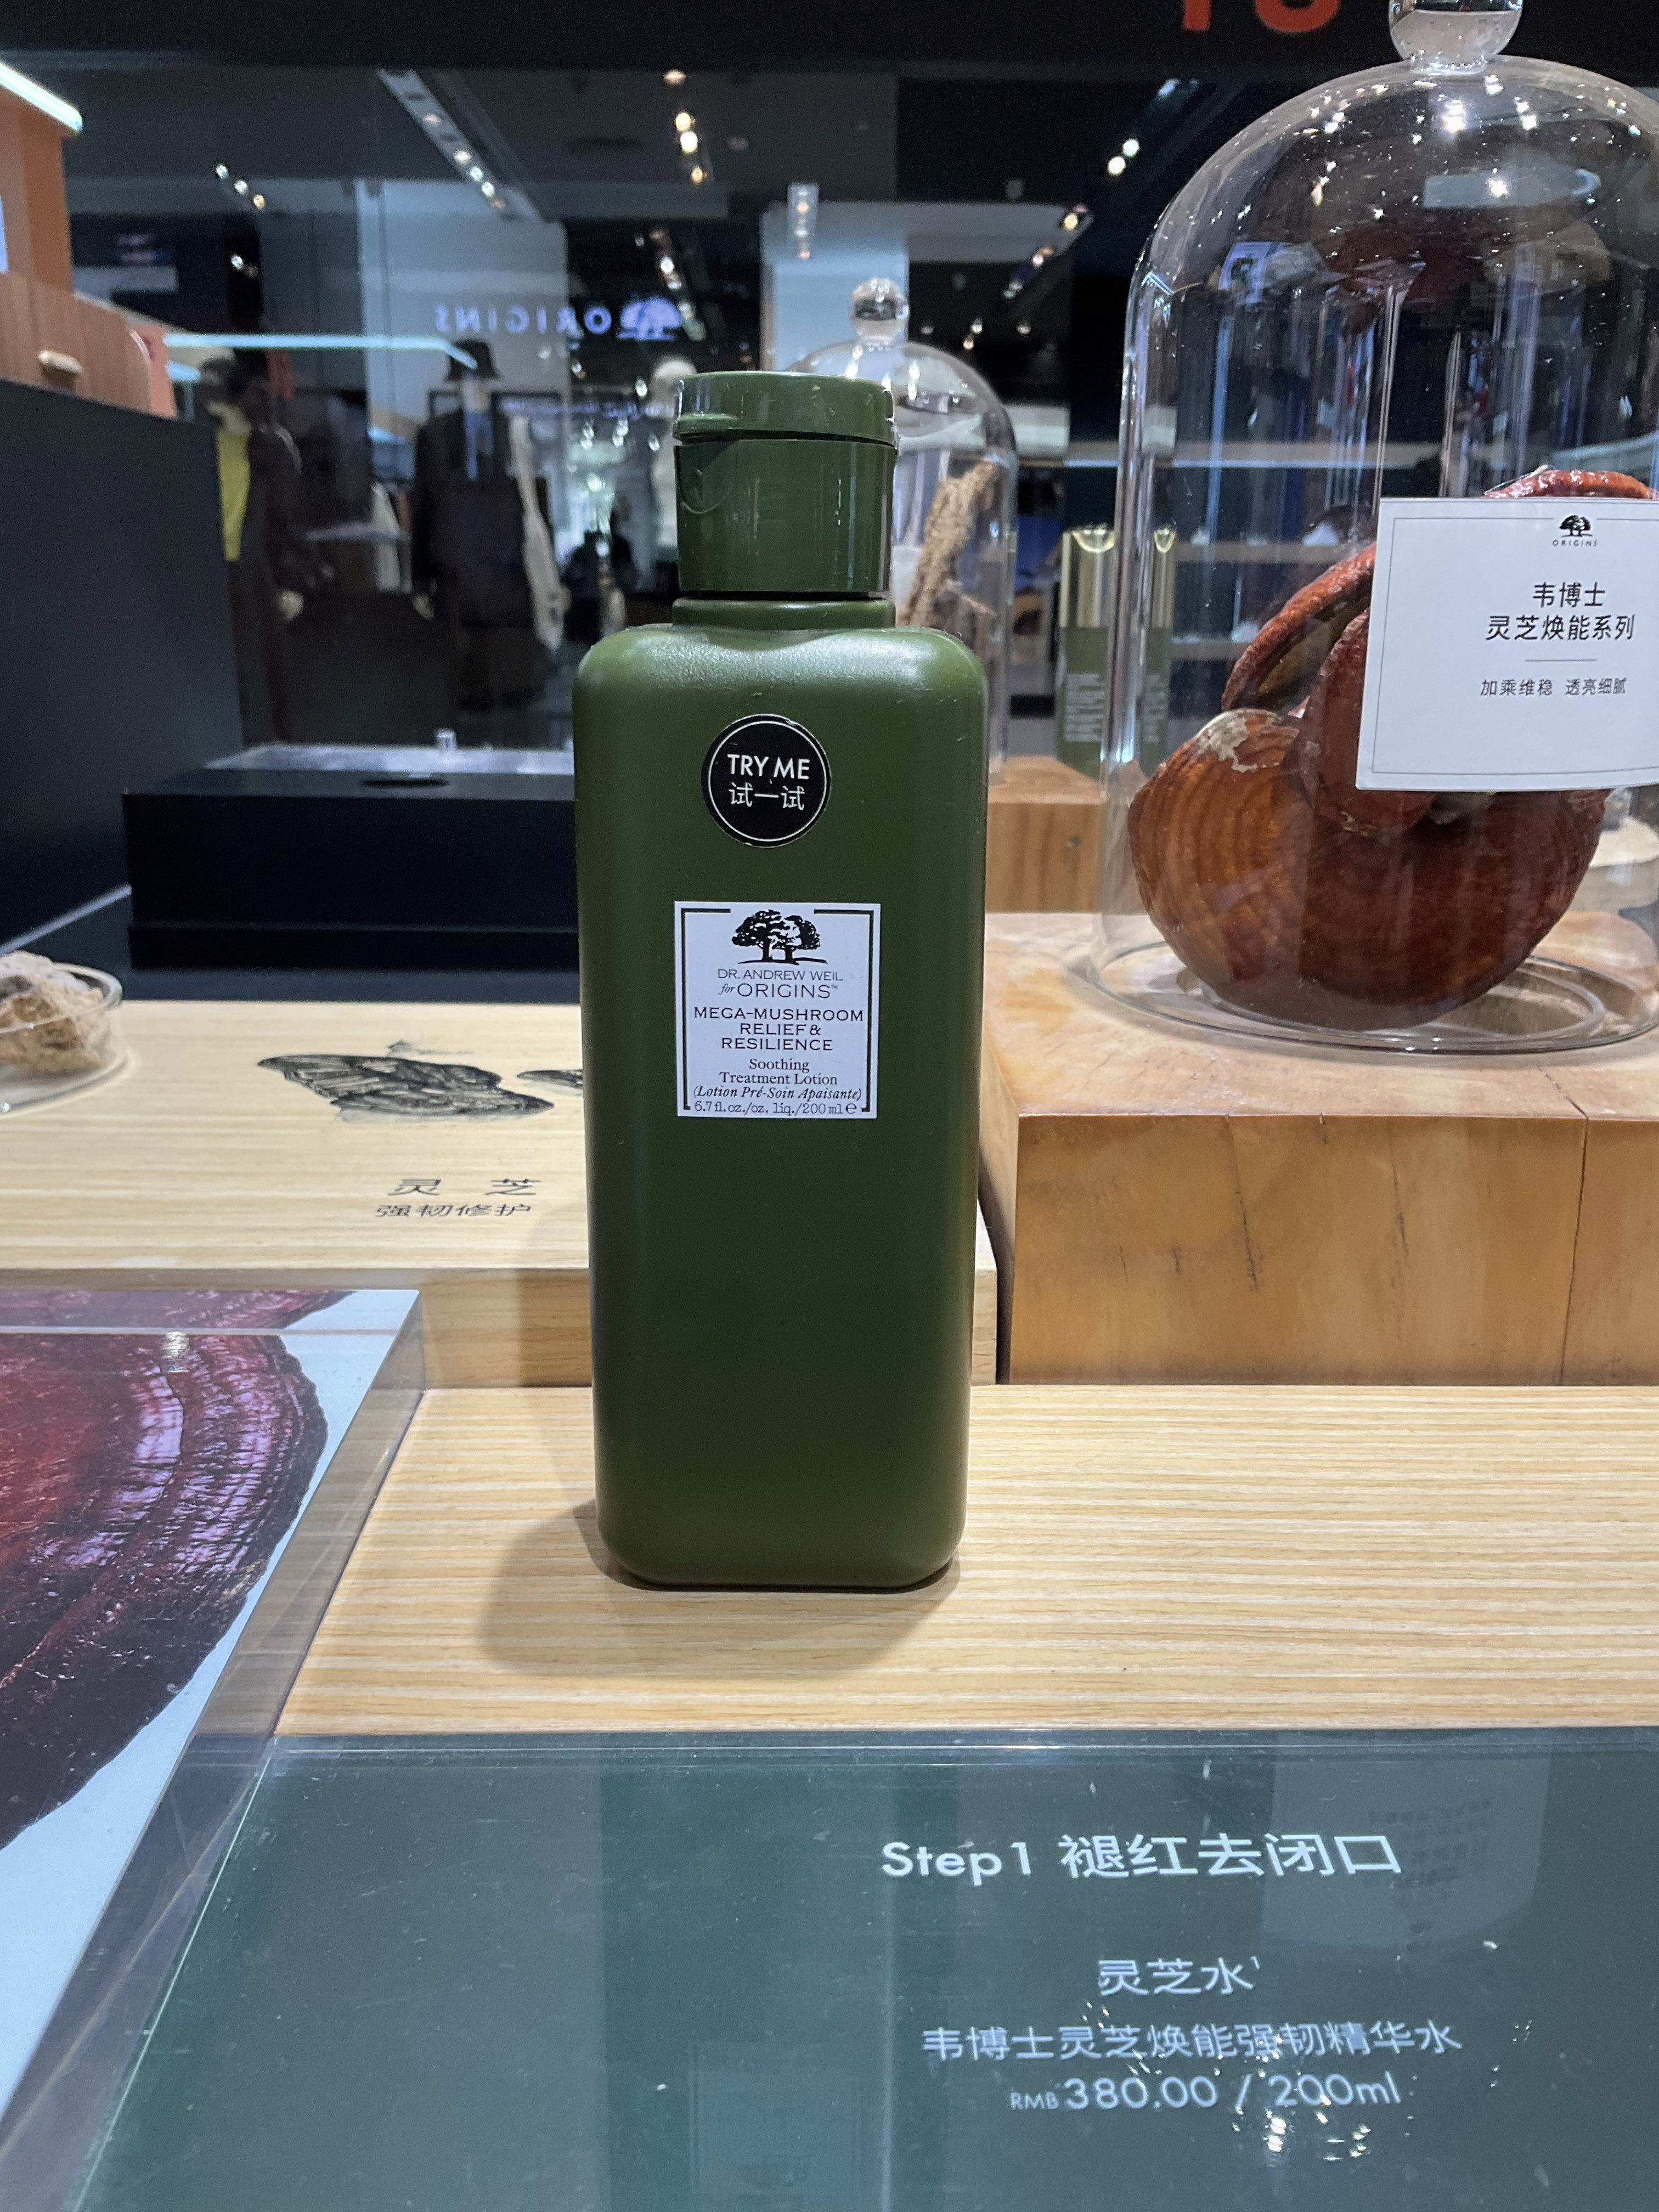 ORIGINS
TRY ME
试一试
DR. ANDREW WEIL
for ORIGINS™
MEGA-MUSHROOM
RELIEF &
RESILIENCE
Soothing
Treatment Lotion
(Lotion Pré-Soin Apaisante)
6.7 fl. oz./oz. liq./200 ml ℮
ORIGINS
韦博士
灵芝焕能系列
加乘维稳 透亮细腻
灵 芝
强韧修护
Step1 褪红去闭口
灵芝水¹
韦博士灵芝焕能强韧精华水
RMB 380.00 / 200ml